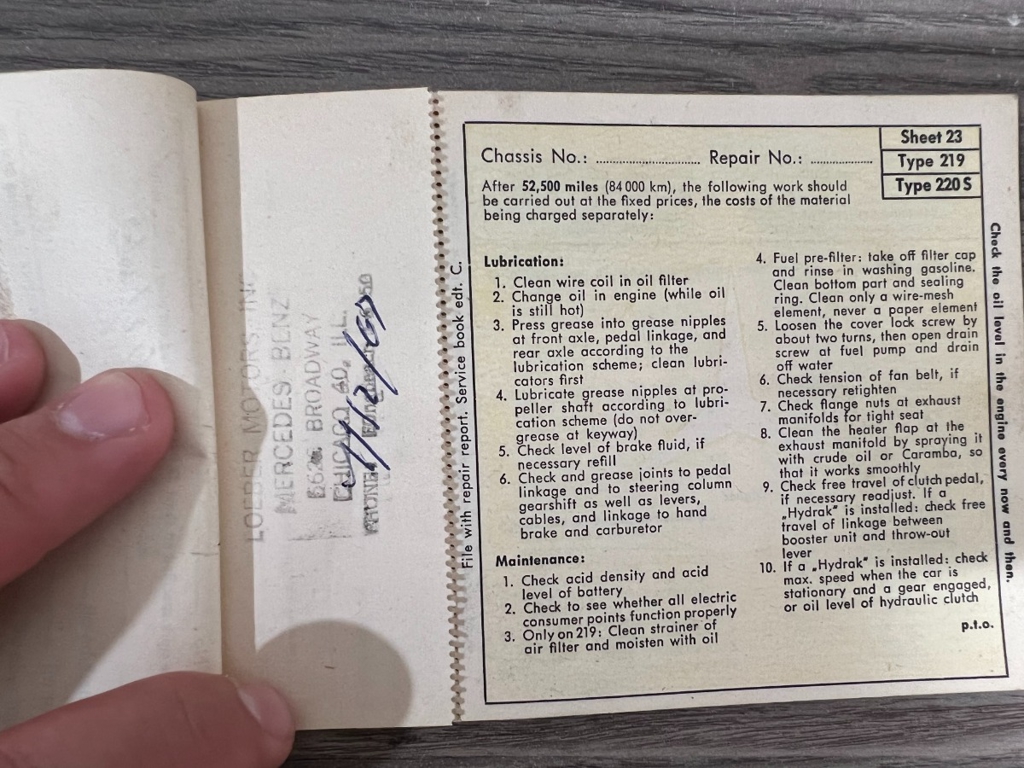 LOEBER MOTORS, INC
MERCEDES-BENZ
BROADWAY
CHICAGO 40, ILL.
File with repair report. Service book edt. C.
Chassis No.: ........................... Repair No.: ................
Sheet 23
Type 219
Type 220 S
After 52,500 miles (84 000 km), the following work should
be carried out at the fixed prices, the costs of the material
being charged separately:
Lubrication:
1. Clean wire coil in oil filter
2. Change oil in engine (while oil
is still hot)
3. Press grease into grease nipples
at front axle, pedal linkage, and
rear axle according to the
lubrication scheme; clean lubri-
cators first
4. Lubricate grease nipples at pro-
peller shaft according to lubri-
cation scheme (do not over-
grease at keyway)
5. Check level of brake fluid, if
necessary refill
6. Check and grease joints to pedal
linkage and to steering column
gearshift as well as levers,
cables, and linkage to hand
brake and carburetor
Maintenance:
1. Check acid density and acid
level of battery
2. Check to see whether all electric
consumer points function properly
3. Only on 219: Clean strainer of
air filter and moisten with oil
4. Fuel pre-filter: take off filter cap
and rinse in washing gasoline.
Clean bottom part and sealing
ring. Clean only a wire-mesh
element, never a paper element
5. Loosen the cover lock screw by
about two turns, then open drain
screw at fuel pump and drain
off water
6. Check tension of fan belt, if
necessary retighten
7. Check flange nuts at exhaust
manifolds for tight seat
8. Clean the heater flap at the
exhaust manifold by spraying it
with crude oil or Caramba, so
that it works smoothly
9. Check free travel of clutch pedal,
if necessary readjust. If a
„Hydrak" is installed: check free
travel of linkage between
booster unit and throw-out
lever
10. If a „Hydrak" is installed: check
max. speed when the car is
stationary and a gear engaged,
or oil level of hydraulic clutch
p.t.o.
Check the oil level in the engine every now and then.